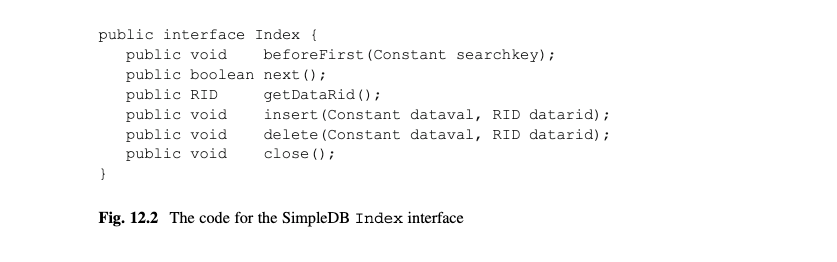 public interface Index {
   public void    beforeFirst(Constant searchkey);
   public boolean next();
   public RID     getDataRid();
   public void    insert(Constant dataval, RID datarid);
   public void    delete(Constant dataval, RID datarid);
   public void    close();
}
Fig. 12.2 The code for the SimpleDB Index interface